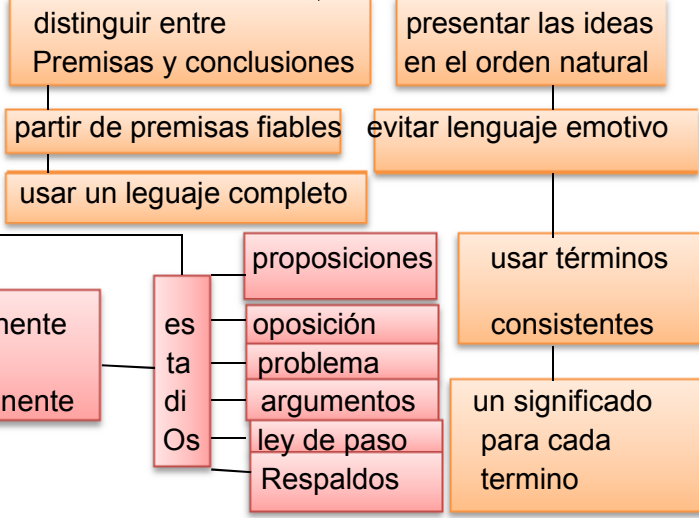 distinguir entre
Premisas y conclusiones
presentar las ideas
en el orden natural
partir de premisas fiables
evitar lenguaje emotivo
usar un leguaje completo
proposiciones
usar términos
consistentes
es
ta
di
Os
oposición
problema
argumentos
ley de paso
Respaldos
un significado
para cada
termino